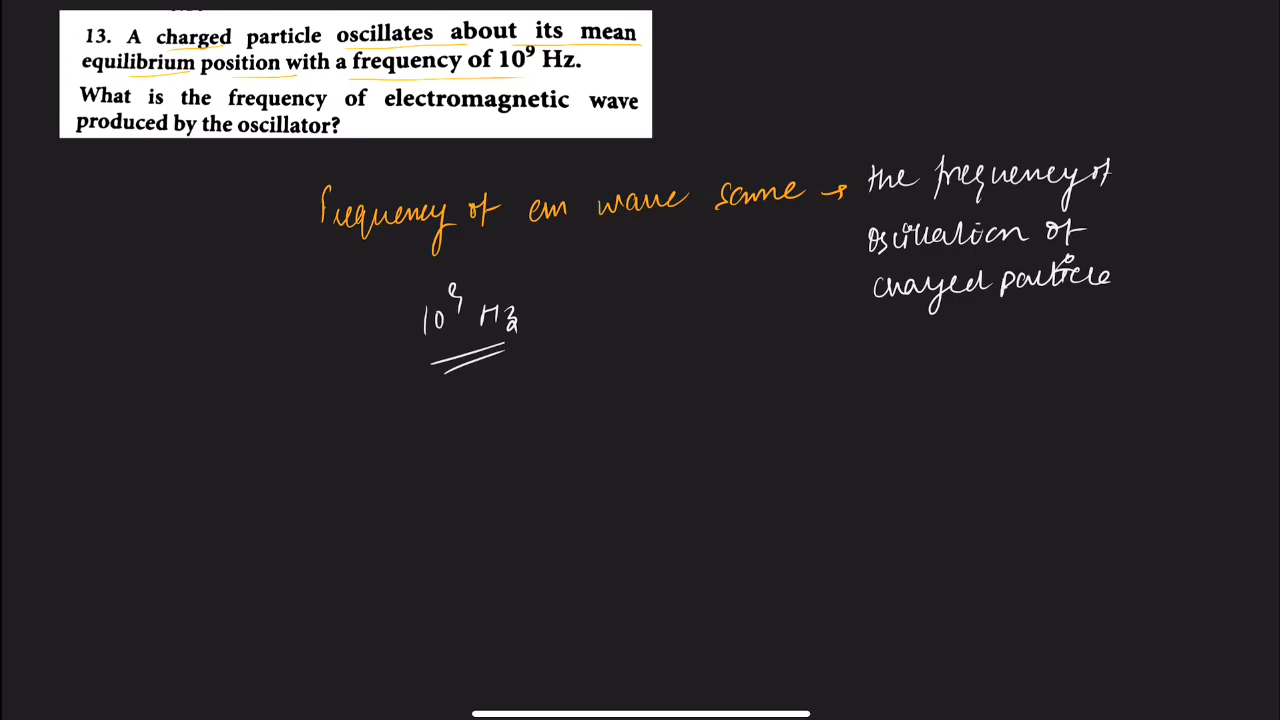 13. A charged particle oscillates about its mean
equilibrium position with a frequency of 10⁹ Hz.
What is the frequency of electromagnetic wave
produced by the oscillator?
frequency of em wave same → the frequency of
oscillation of
charged particle
10⁹ Hz